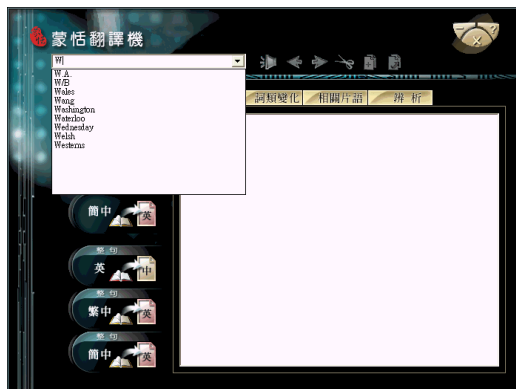 蒙恬翻譯機
W
W.A.
W/B
Wales
Wang
Washington
Waterloo
Wednesday
Welsh
Westerns
詞類變化 相關片語 辨析
簡中 英
整句
英 中
整句
繁中 英
整句
簡中 英